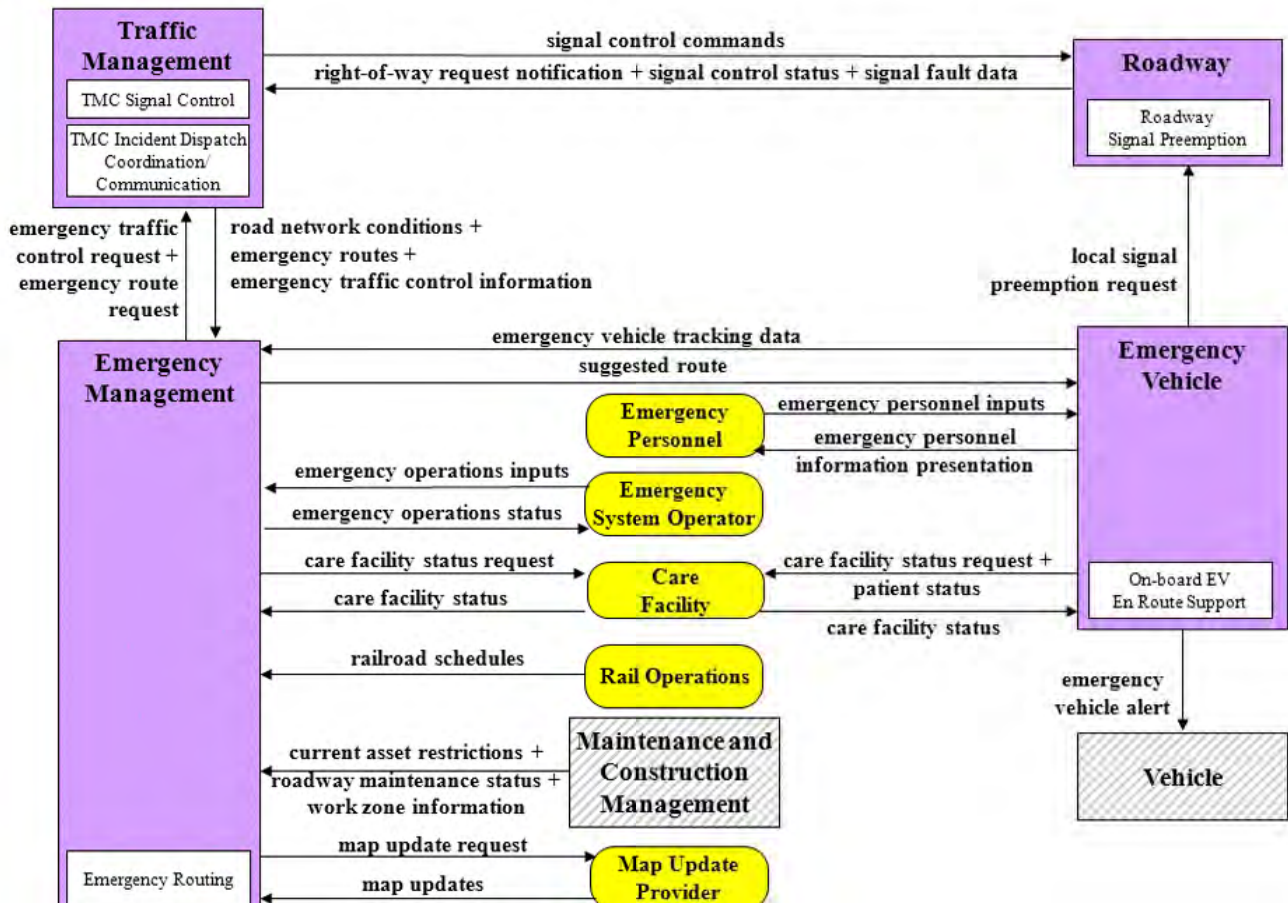 Traffic
Management
TMC Signal Control
TMC Incident Dispatch
Coordination/
Communication
signal control commands
right-of-way request notification + signal control status + signal fault data
Roadway
Roadway
Signal Preemption
emergency traffic
control request +
emergency route
request
road network conditions +
emergency routes +
emergency traffic control information
local signal
preemption request
Emergency
Management
emergency vehicle tracking data
suggested route
Emergency
Vehicle
Emergency
Personnel
emergency personnel inputs
emergency personnel
information presentation
emergency operations inputs
emergency operations status
Emergency
System Operator
care facility status request
care facility status
Care
Facility
care facility status request +
patient status
care facility status
On-board EV
En Route Support
railroad schedules
Rail Operations
emergency
vehicle alert
current asset restrictions +
roadway maintenance status +
work zone information
Maintenance and
Construction
Management
Vehicle
map update request
map updates
Map Update
Provider
Emergency Routing